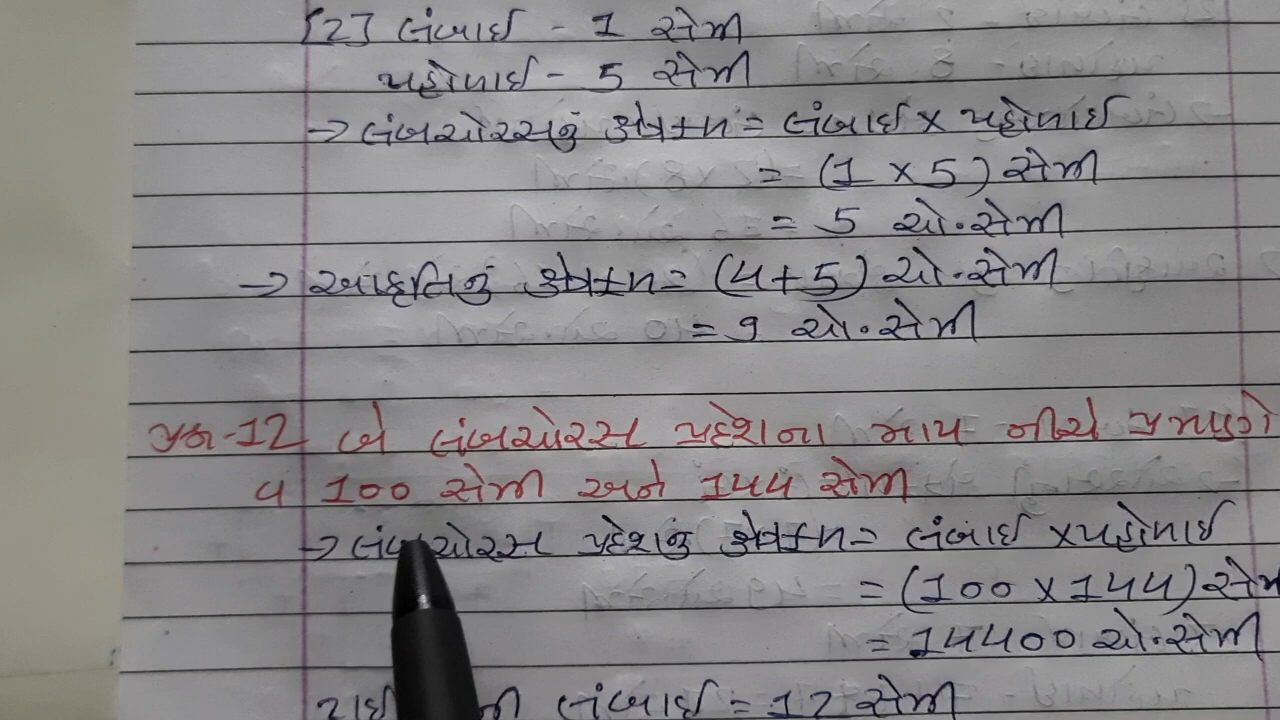 [2] લંબાઈ - 1 સેમી
પહોળાઈ - 5 સેમી
→ લંબચોરસનું ક્ષેત્રફળ = લંબાઈ × પહોળાઈ
= (1 × 5) સેમી
= 5 ચો.સેમી
→ આકૃતિનું ક્ષેત્રફળ = (4+5) ચો.સેમી
= 9 ચો.સેમી
પ્રશ્ન-12 બે લંબચોરસ પ્રદેશના માપ નીચે પ્રમાણે
વ 100 સેમી અને 144 સેમી
→ લંબચોરસ પ્રદેશનું ક્ષેત્રફળ = લંબાઈ × પહોળાઈ
= (100 × 144) સેમી
= 14400 ચો.સેમી
લંબાઈ = 12 સેમી